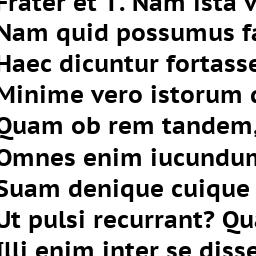 Frater et T. Nam ista v
Nam quid possumus fa
Haec dicuntur fortasse
Minime vero istorum
Quam ob rem tandem,
Omnes enim iucundum
Suam denique cuique
Ut pulsi recurrant? Qua
Illi enim inter se disse